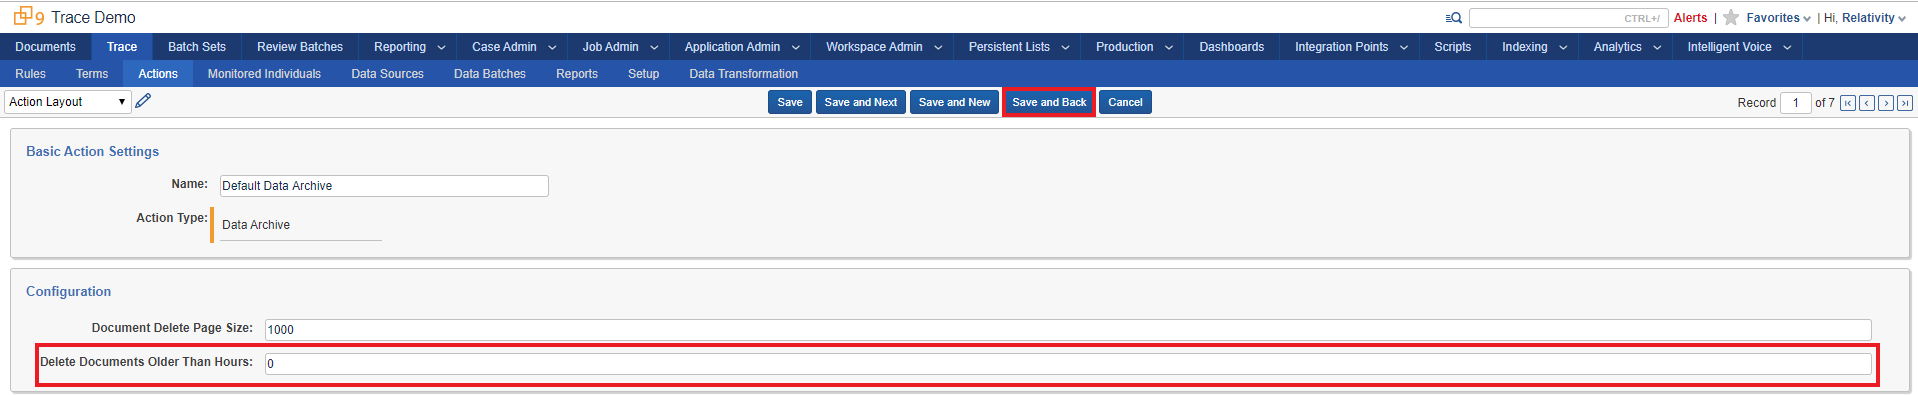 9 Trace Demo CTRL+/ Alerts | Favorites | Hi, Relativity
Documents Trace Batch Sets Review Batches Reporting Case Admin Job Admin Application Admin Workspace Admin Persistent Lists Production Dashboards Integration Points Scripts Indexing Analytics Intelligent Voice
Rules Terms Actions Monitored Individuals Data Sources Data Batches Reports Setup Data Transformation
Action Layout Save Save and Next Save and New Save and Back Cancel Record 1 of 7
Basic Action Settings
Name: Default Data Archive
Action Type: Data Archive
Configuration
Document Delete Page Size: 1000
Delete Documents Older Than Hours: 0